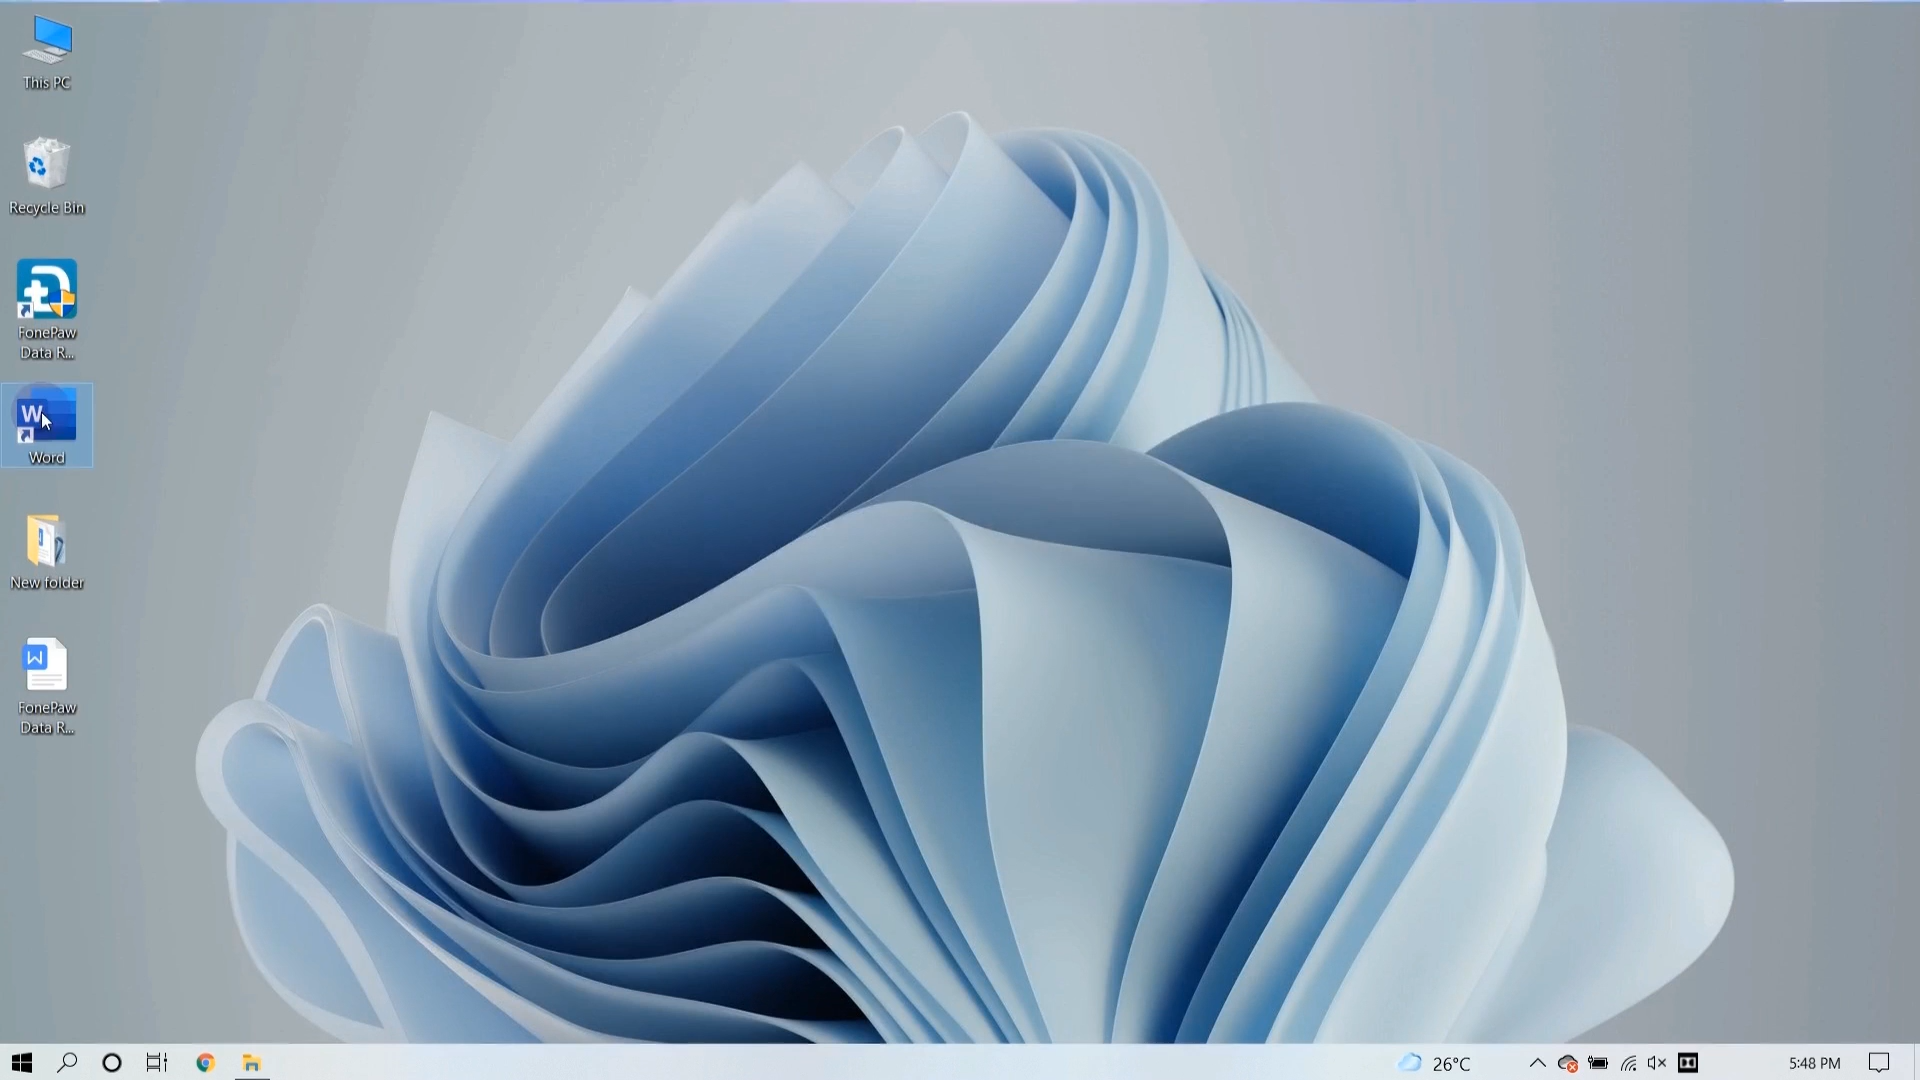 This PC
Recycle Bin
FonePaw
Data R...
W
Word
New folder
W
FonePaw
Data R...
26°C
5:48 PM